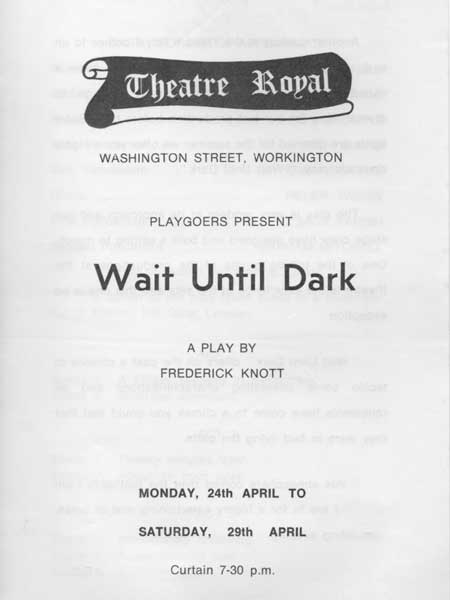 Theatre Royal
WASHINGTON STREET, WORKINGTON
PLAYGOERS PRESENT
Wait Until Dark
A PLAY BY
FREDERICK KNOTT
MONDAY, 24th APRIL TO
SATURDAY, 29th APRIL
Curtain 7-30 p.m.